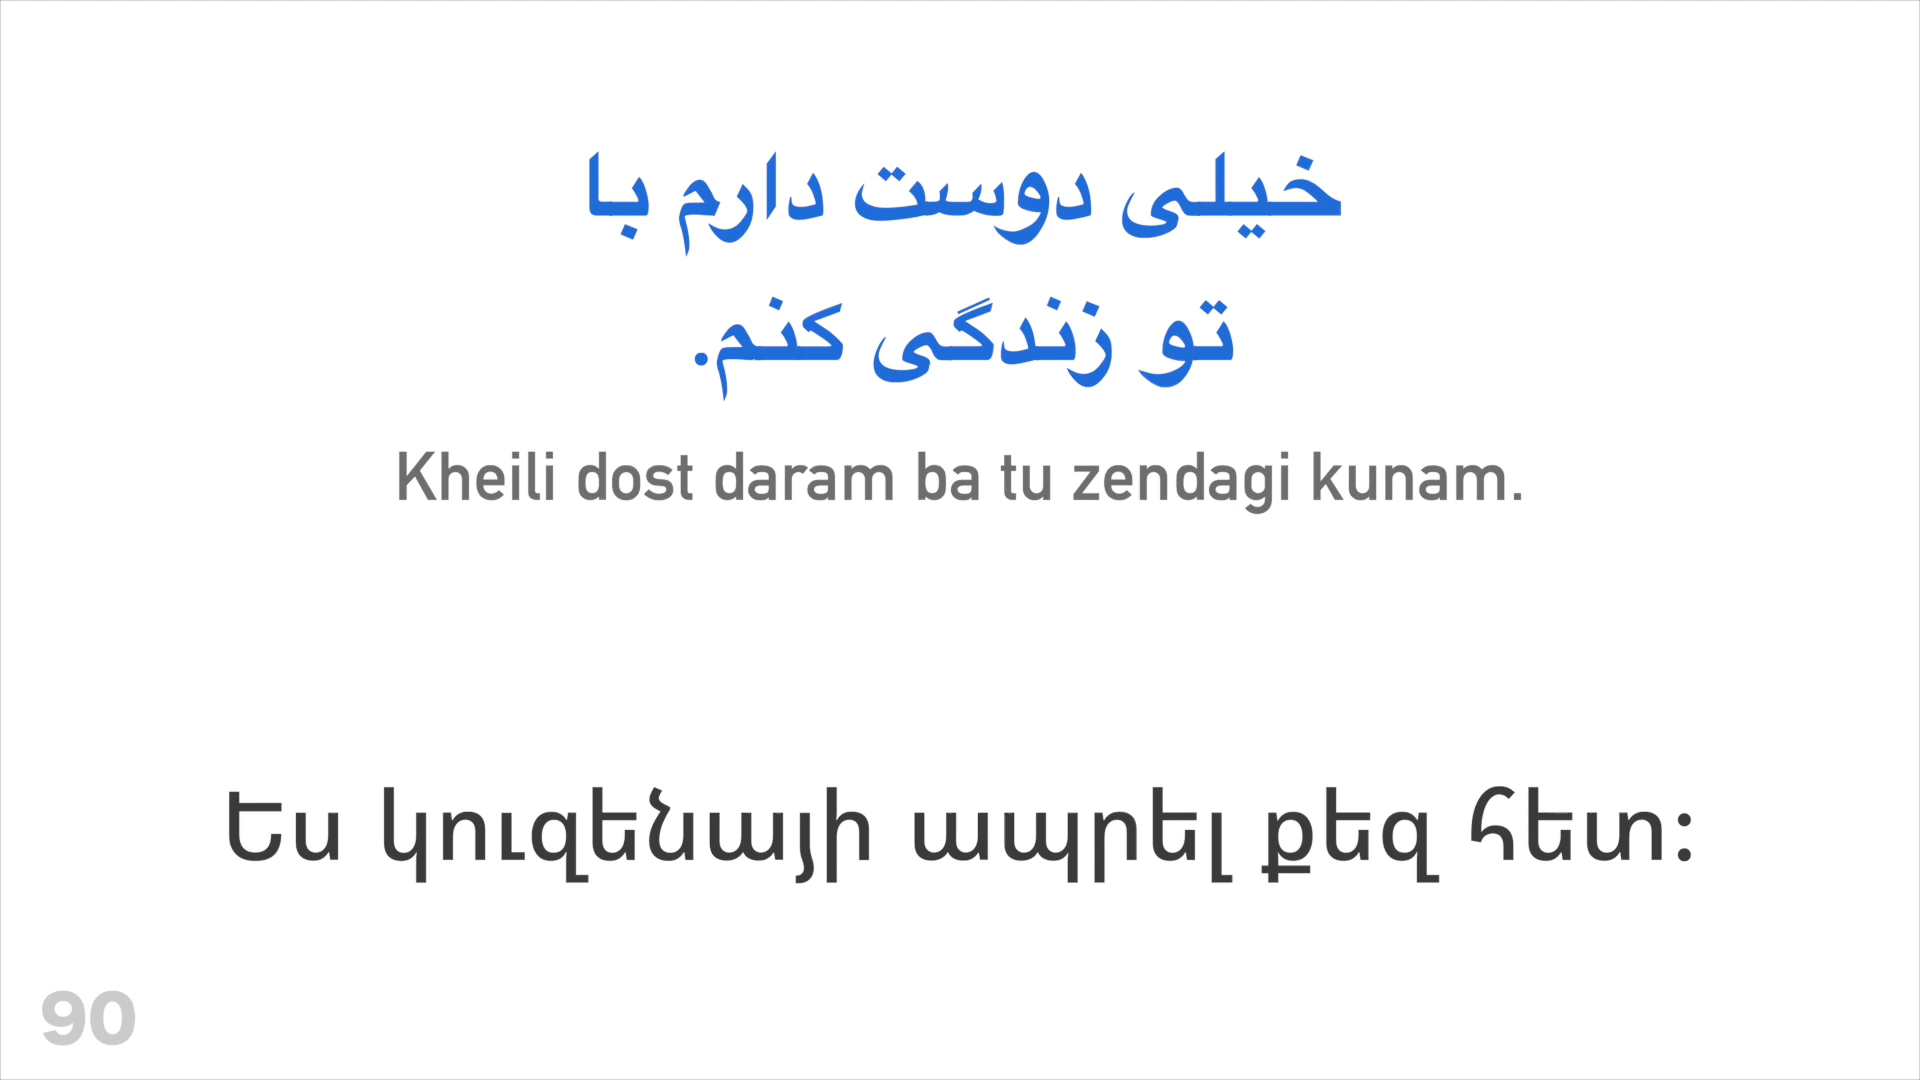 خیلی دوست دارم با
تو زندگی کنم.
Kheili dost daram ba tu zendagi kunam.
Ես կուզենայի ապրել քեզ հետ:
90